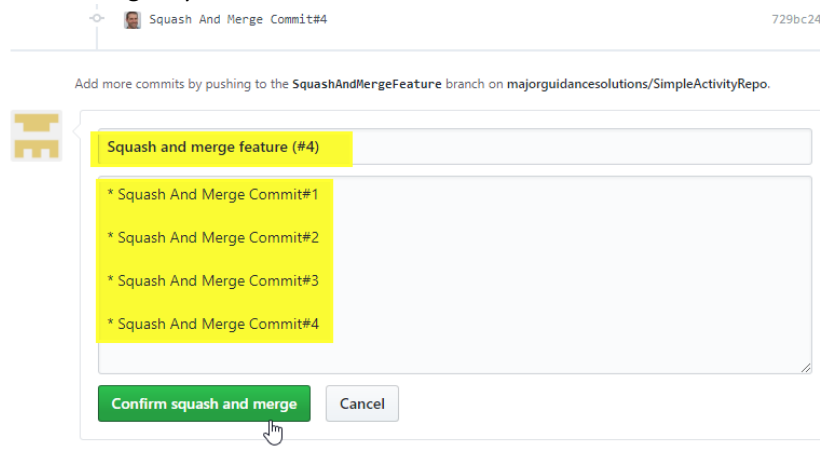 Squash And Merge Commit#4 729bc24
Add more commits by pushing to the SquashAndMergeFeature branch on majorguidancesolutions/SimpleActivityRepo.
Squash and merge feature (#4)
* Squash And Merge Commit#1
* Squash And Merge Commit#2
* Squash And Merge Commit#3
* Squash And Merge Commit#4
Confirm squash and merge Cancel